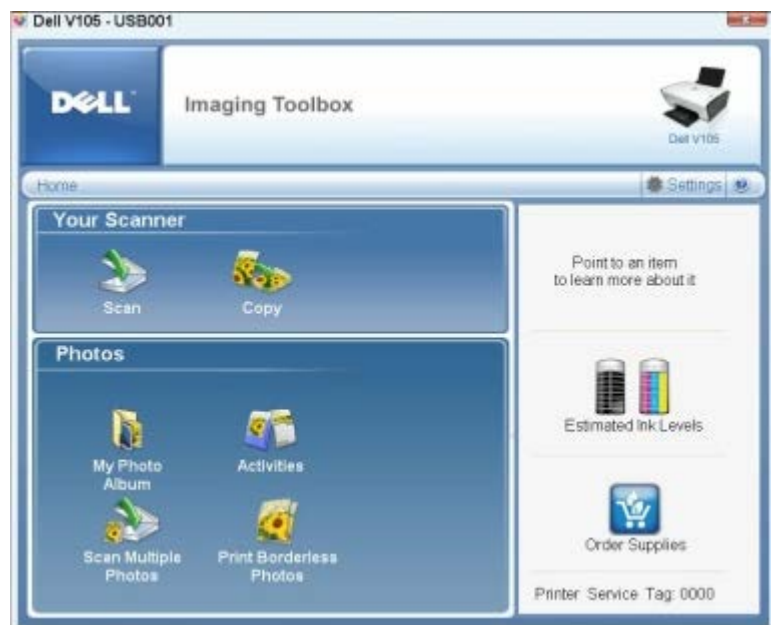 Dell V105 - USB001
DELL
Imaging Toolbox
Dell V105
Home
Settings
?
Your Scanner
Scan
Copy
Point to an item
to learn more about it
Photos
My Photo
Album
Activities
Scan Multiple
Photos
Print Borderless
Photos
Estimated Ink Levels
Order Supplies
Printer Service Tag: 0000